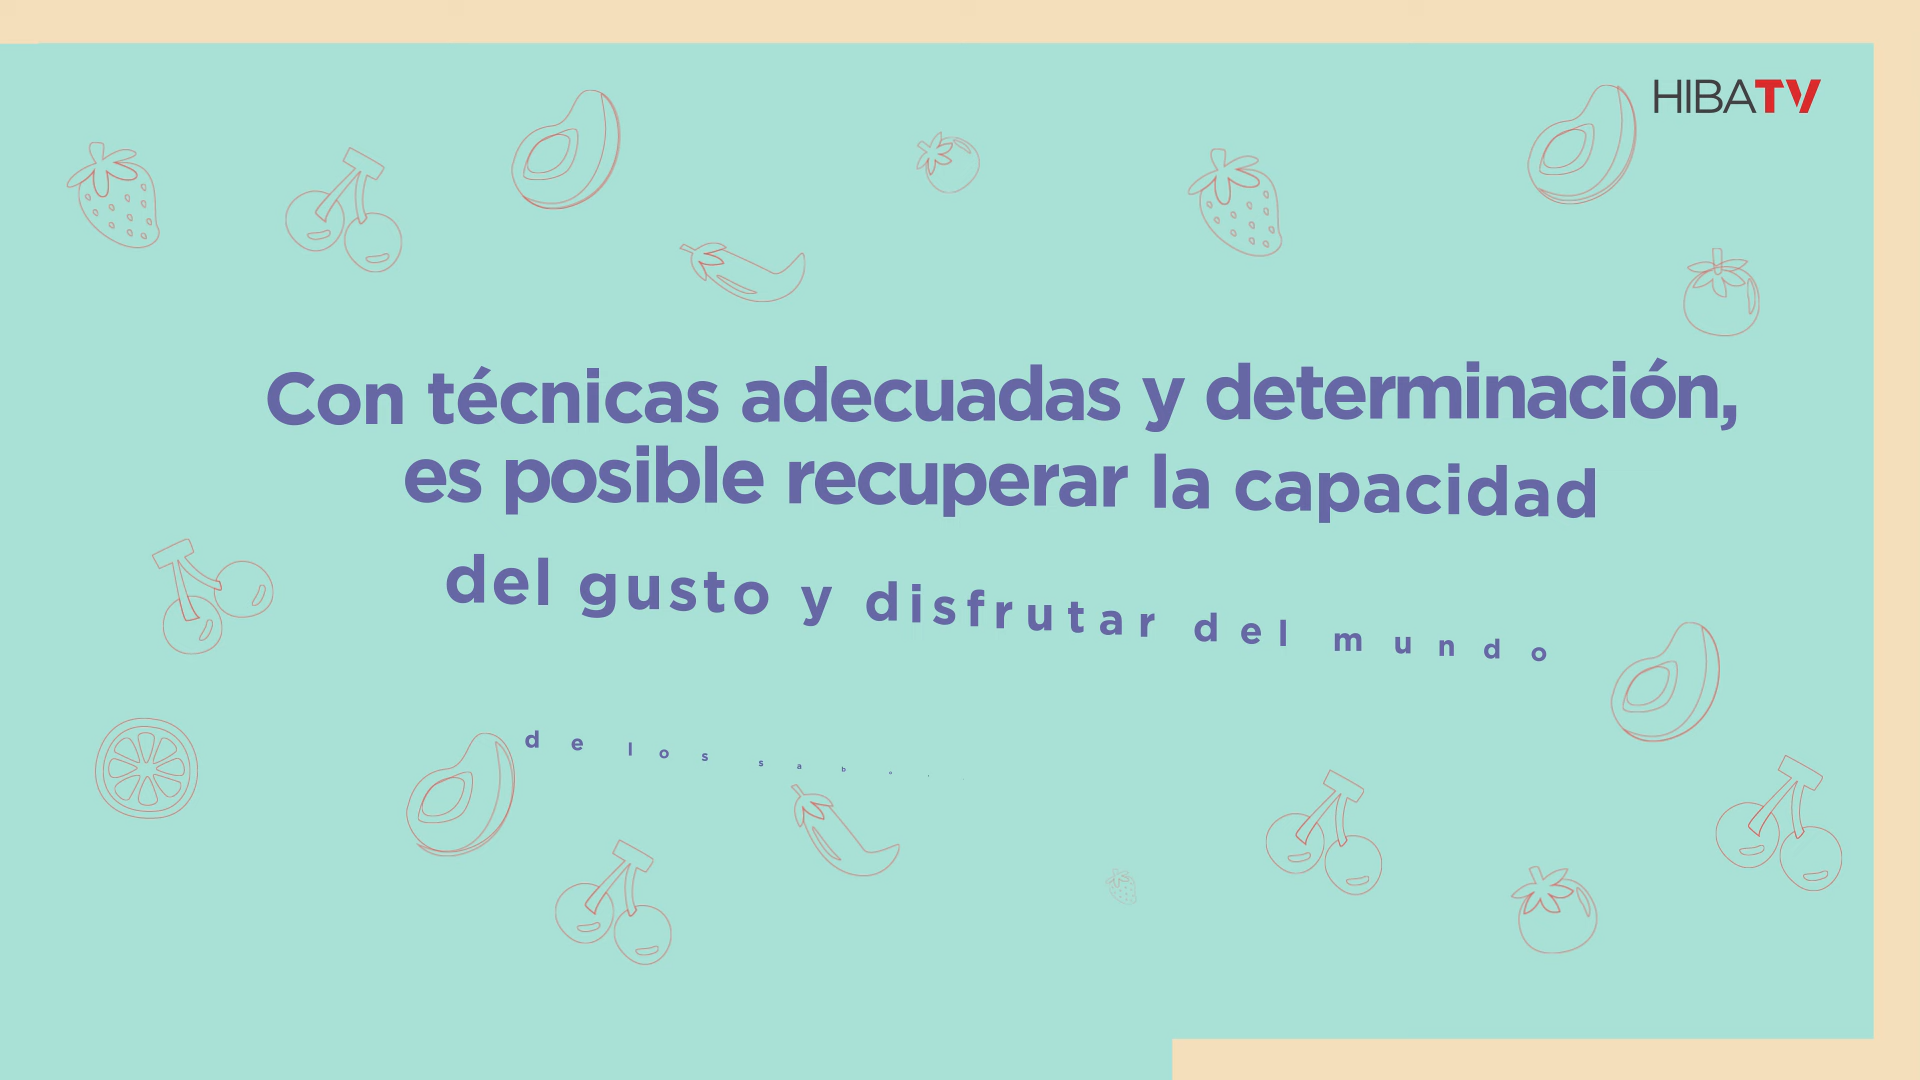 HIBATV
Con técnicas adecuadas y determinación,
es posible recuperar la capacidad
del gusto y disfrutar del mundo
de los